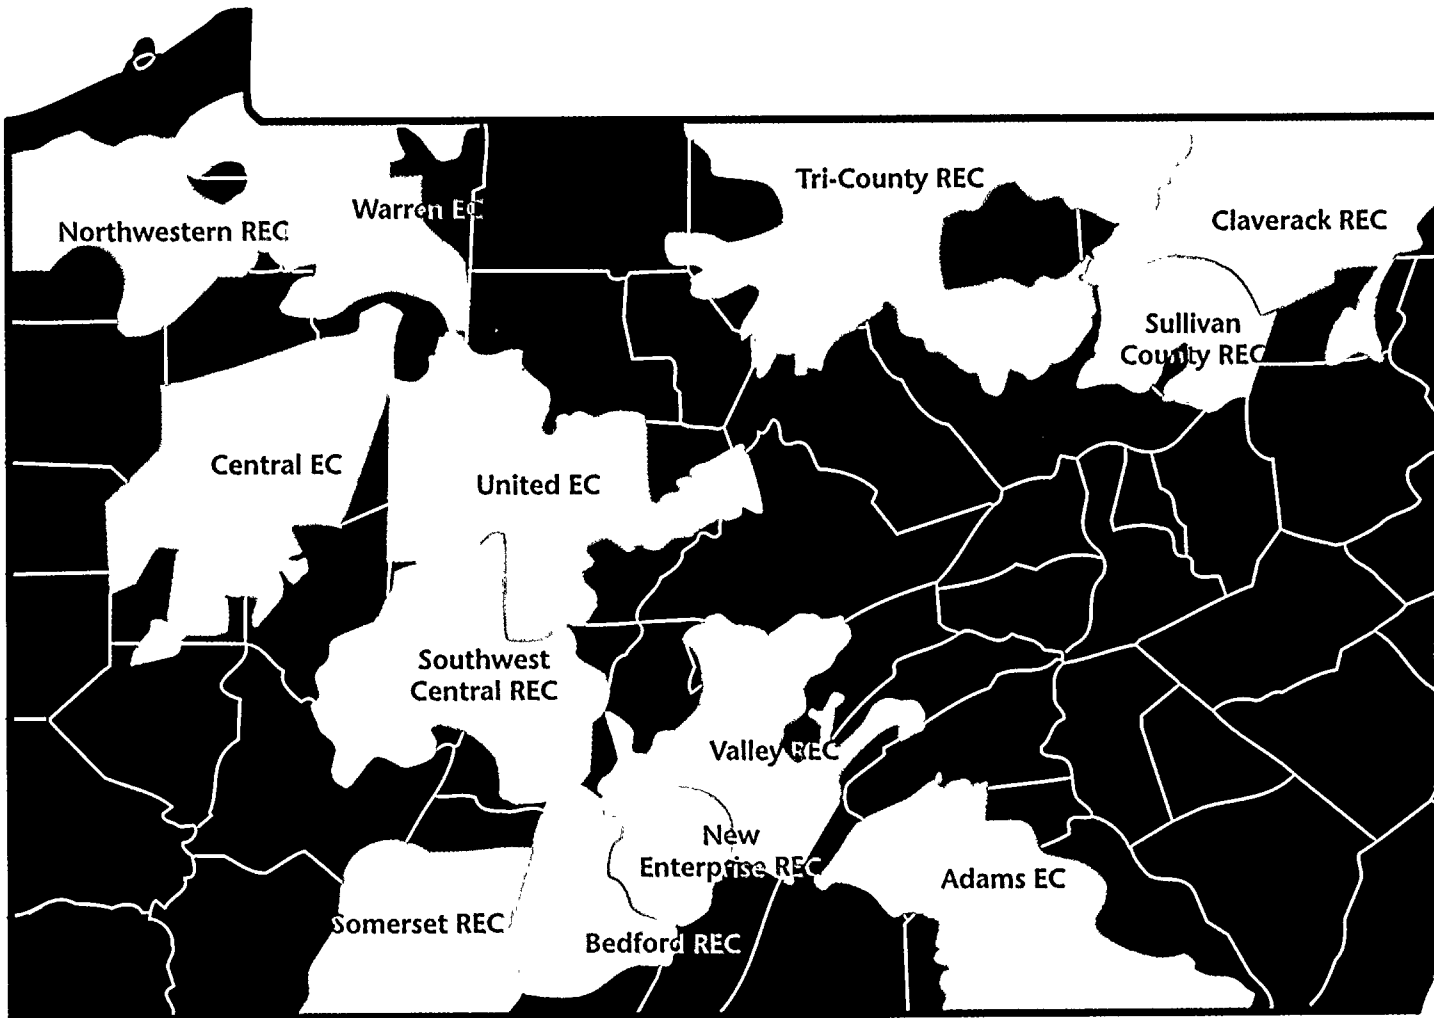 Tri-County REC
Warren EC
Claverack REC
Northwestern REC
Sullivan
County REC
Central EC
United EC
Southwest
Central REC
Valley REC
New
Enterprise REC
Adams EC
Somerset REC
Bedford REC